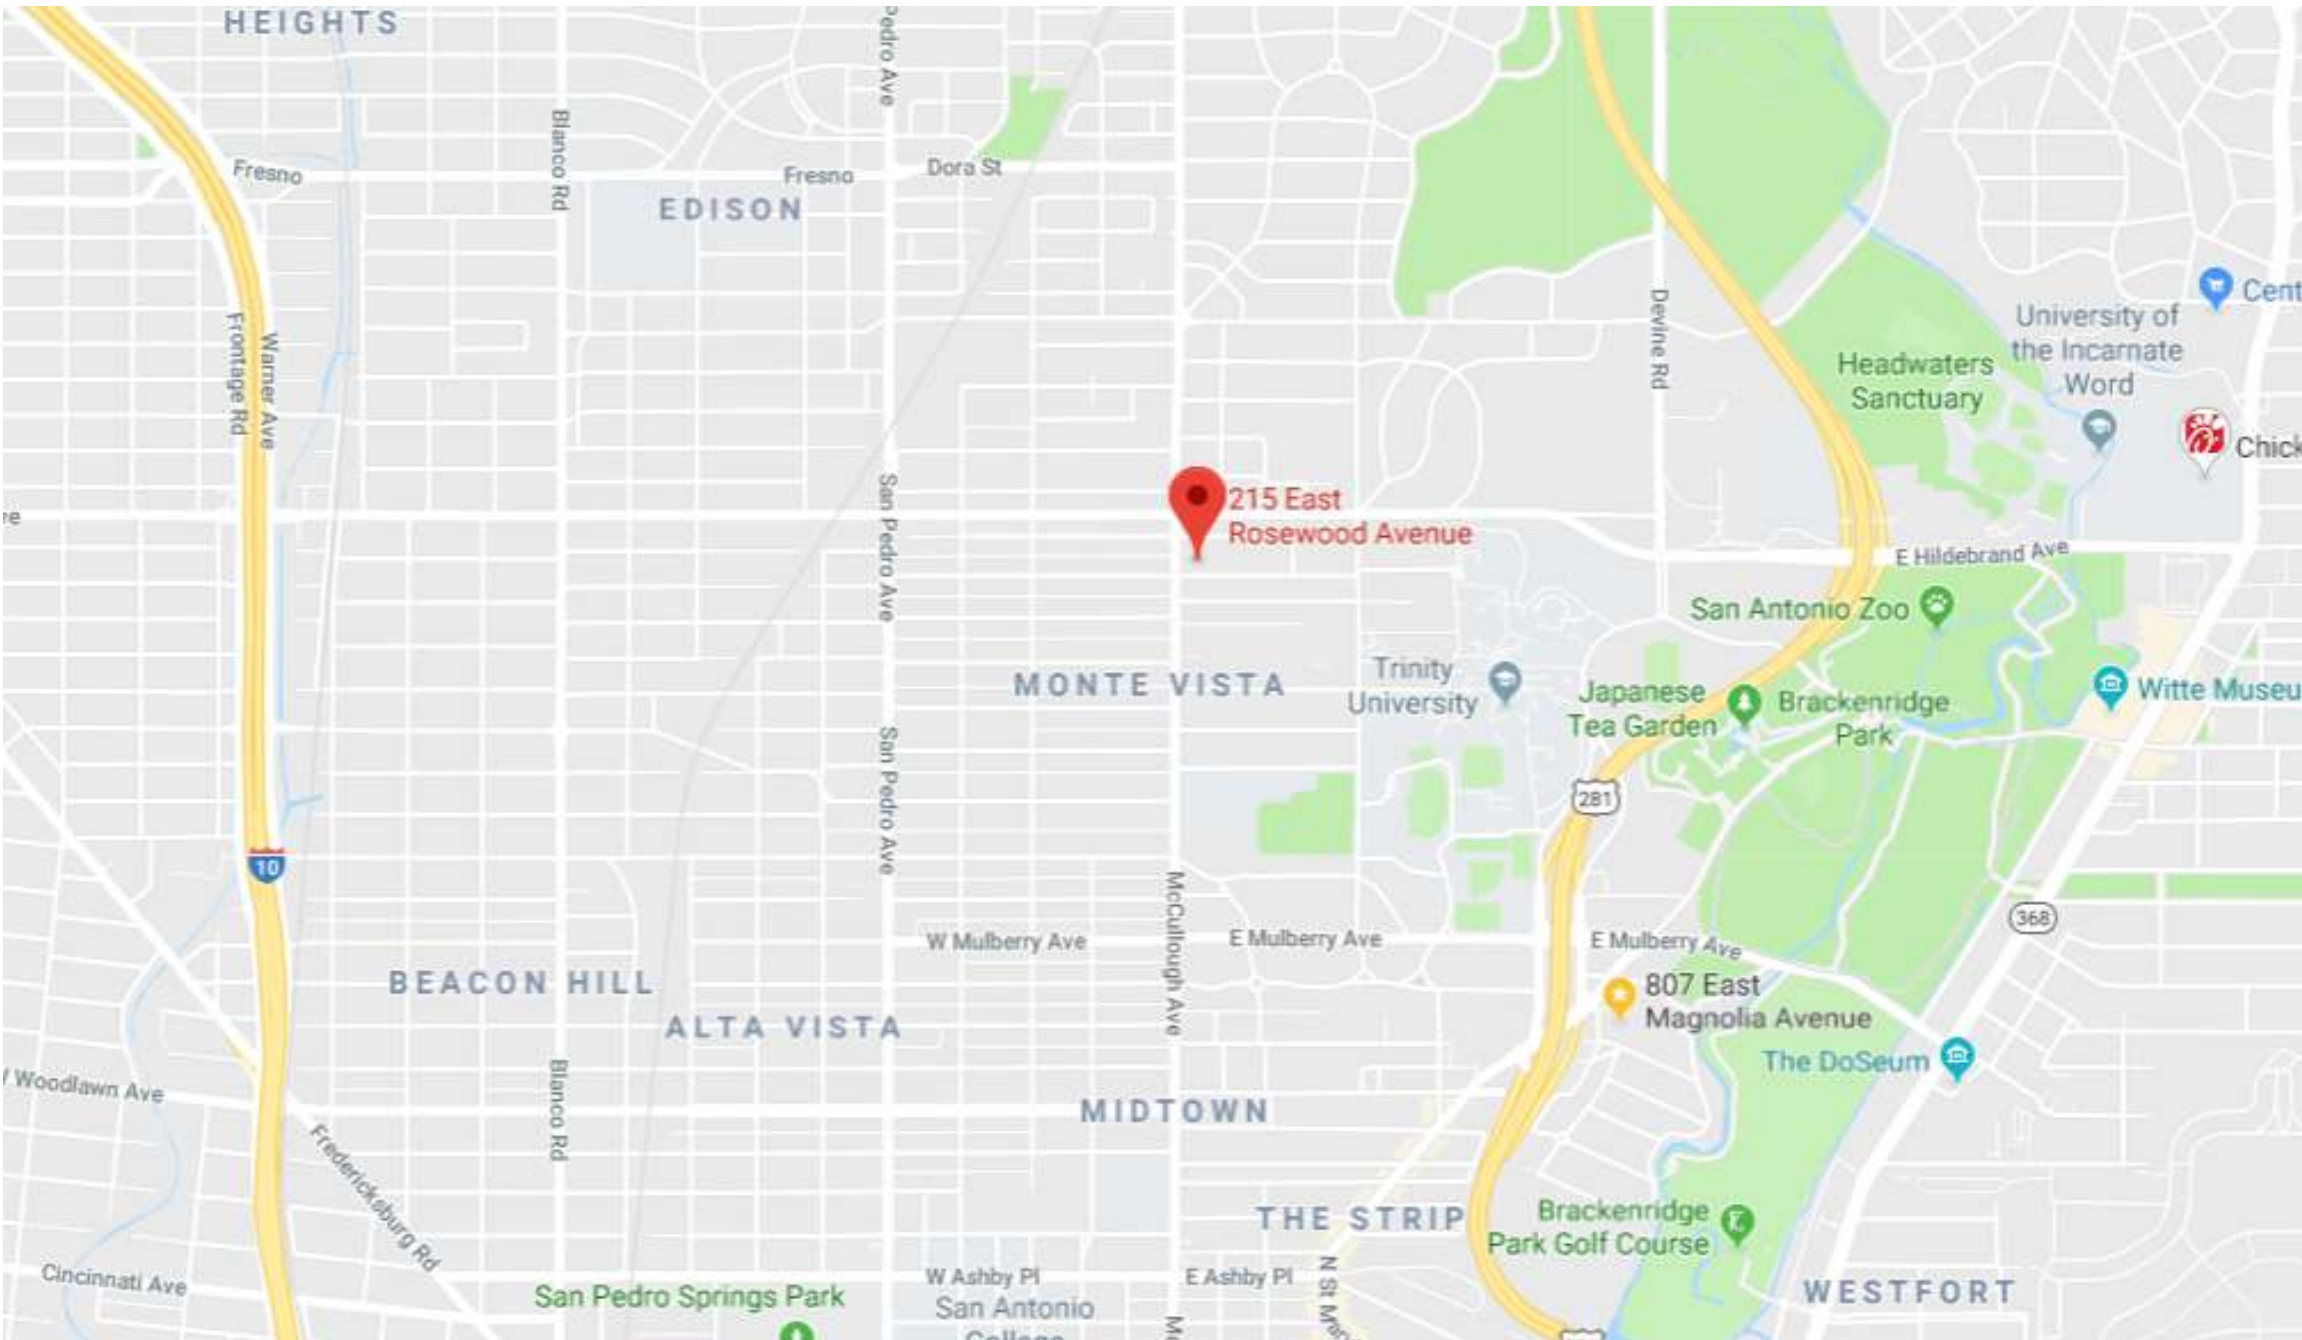 HEIGHTS
Pedro Ave
Blanco Rd
Fresno
Fresno
Dora St
EDISON
Frontage Rd
Warner Ave
Devine Rd
Cent
University of
the Incarnate
Word
Headwaters
Sanctuary
Chick
San Pedro Ave
215 East
Rosewood Avenue
re
E Hildebrand Ave
San Antonio Zoo
MONTE VISTA
Trinity
University
Japanese
Tea Garden
Brackenridge
Park
Witte Museu
San Pedro Ave
281
10
McCullough Ave
368
W Mulberry Ave
E Mulberry Ave
E Mulberry Ave
BEACON HILL
807 East
Magnolia Avenue
ALTA VISTA
The DoSeum
Woodlawn Ave
Blanco Rd
MIDTOWN
Fredericksburg Rd
THE STRIP
Brackenridge
Park Golf Course
Cincinnati Ave
W Ashby Pl
E Ashby Pl
N St Mary
San Pedro Springs Park
San Antonio
College
WESTFORT
Mc